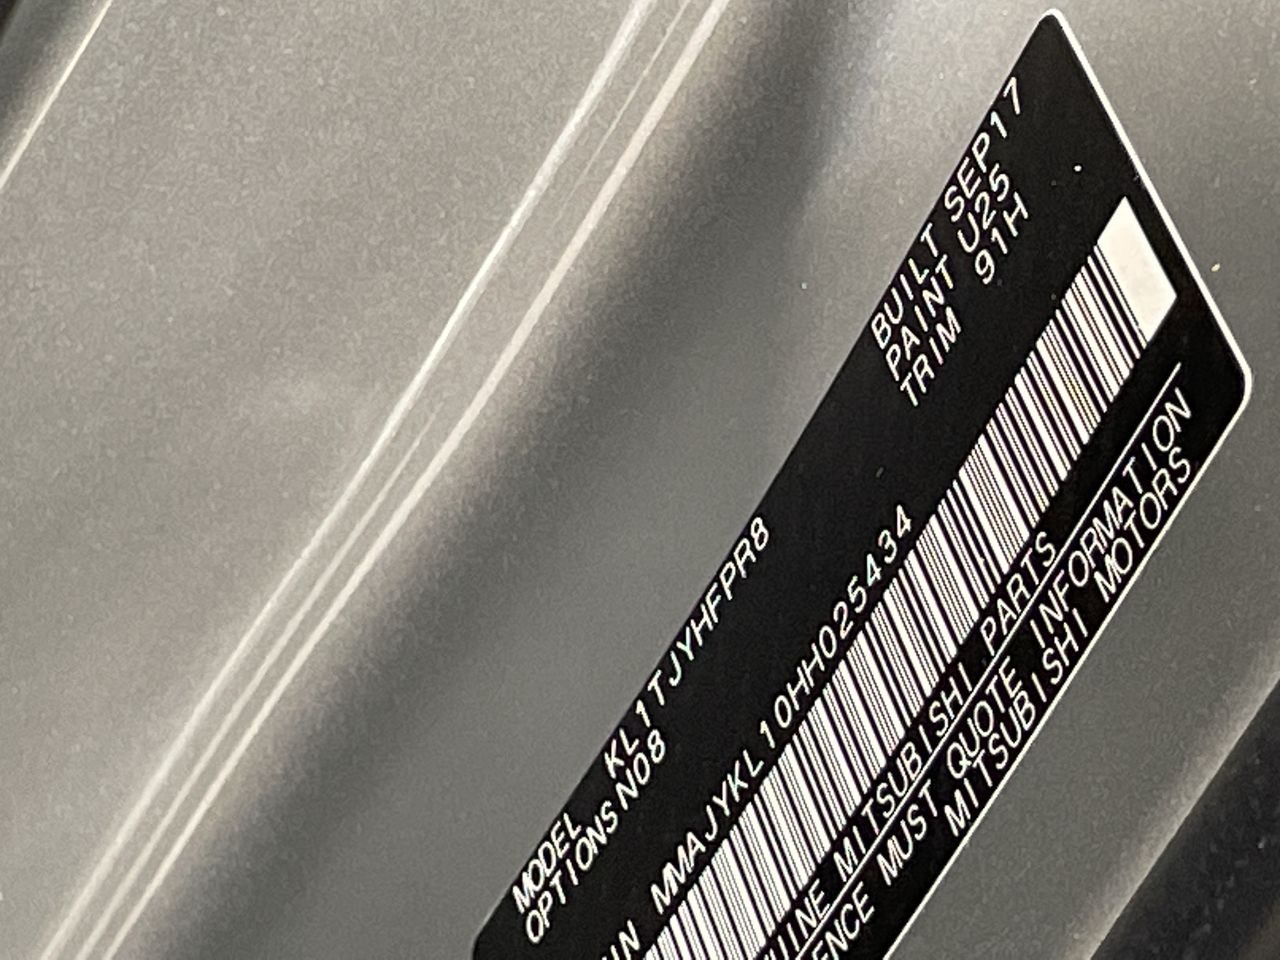 MODEL KL1TJYHFPR8 BUILT SEP17
OPTIONS N08 PAINT U25
TRIM 91H
MMAJYKL10HH025434
MITSUBISHI PARTS
MUST QUOTE INFORMATION
MITSUBISHI MOTORS